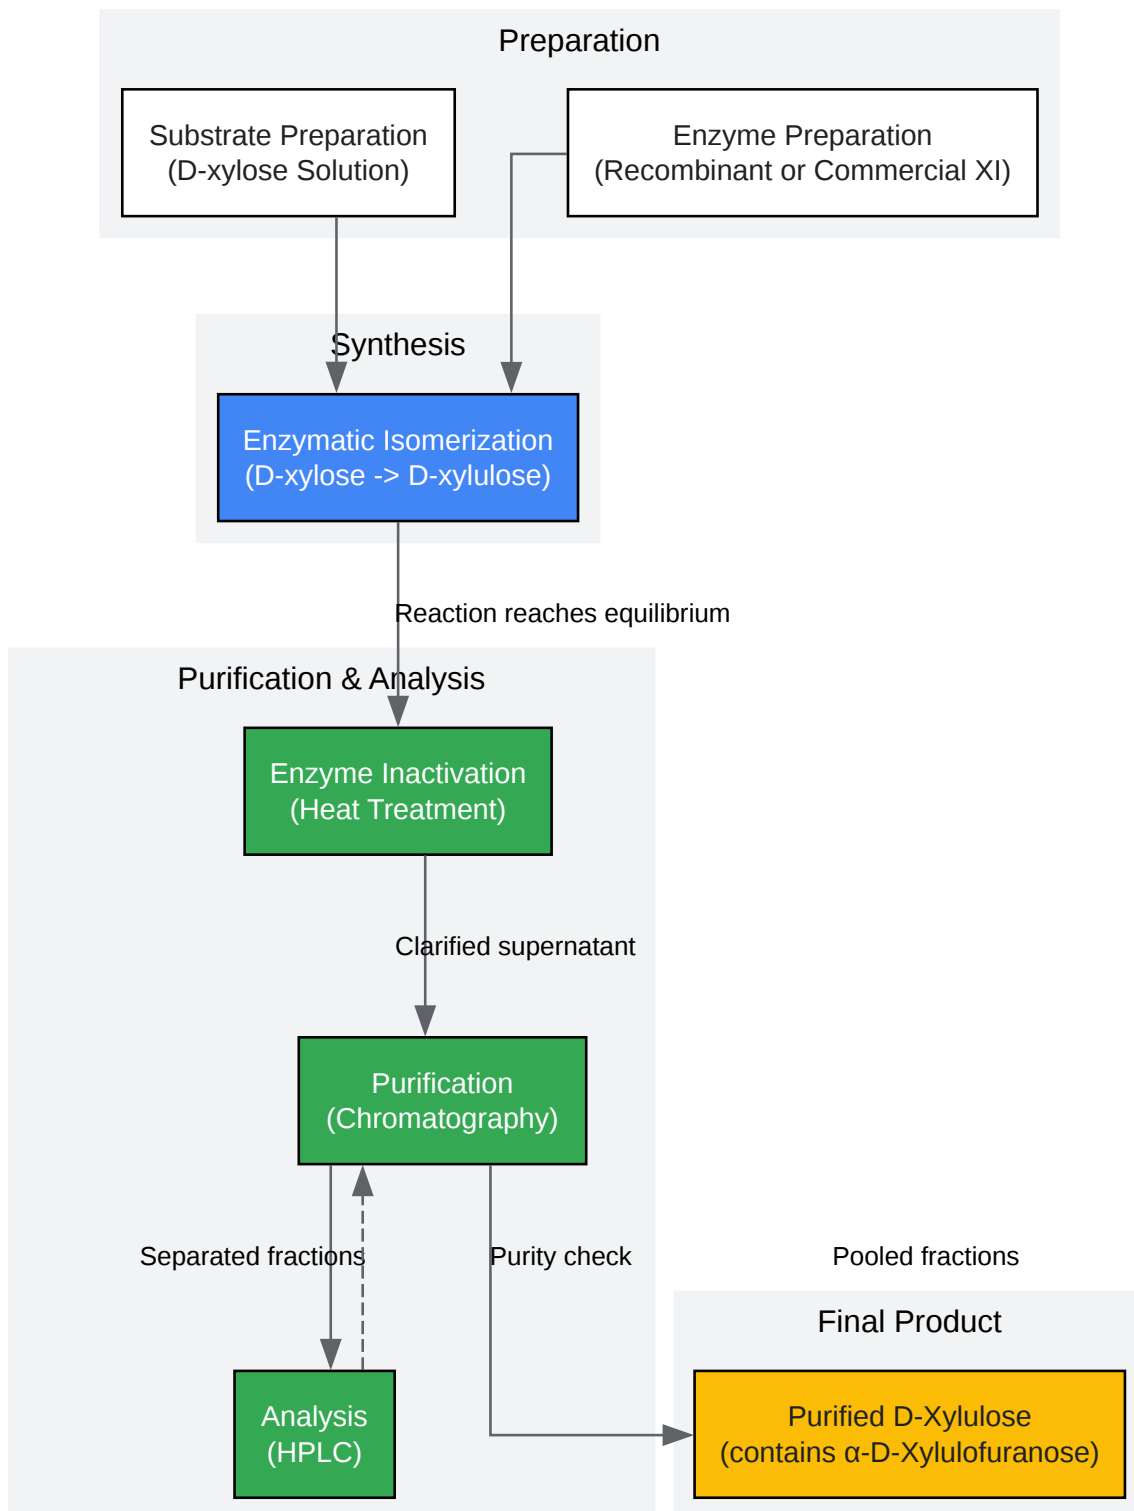 Preparation
Substrate Preparation
(D-xylose Solution)
Enzyme Preparation
(Recombinant or Commercial XI)
Synthesis
Enzymatic Isomerization
(D-xylose -> D-xylulose)
Reaction reaches equilibrium
Purification & Analysis
Enzyme Inactivation
(Heat Treatment)
Clarified supernatant
Purification
(Chromatography)
Separated fractions
Purity check
Pooled fractions
Final Product
Analysis
(HPLC)
Purified D-Xylulose
(contains α-D-Xylulofuranose)